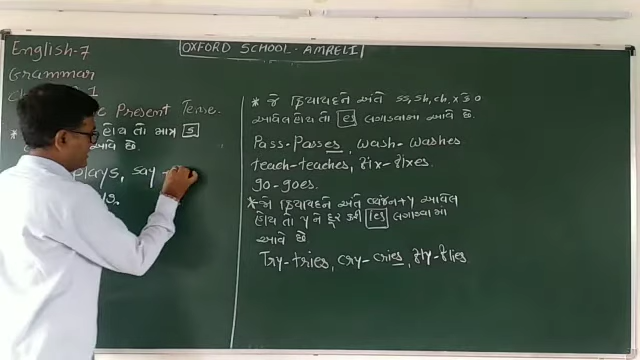 OXFORD SCHOOL - AMRELI
English-7
Grammar
Present Tense.
* હોય તો માત્ર s
આવે છે.
plays, say -
* જે ક્રિયાપદને અંતે ss, sh, ch, x કે o
આવેલ હોય તો es લગાડવામાં આવે છે.
Pass-Passes, wash-washes
teach-teaches, fix-fixes
go-goes.
* જે ક્રિયાપદને અંતે વ્યંજન+y આવેલ
હોય તો y ને દૂર કરી ies લગાડવામાં
આવે છે
Try-tries, cry-cries, fly-flies